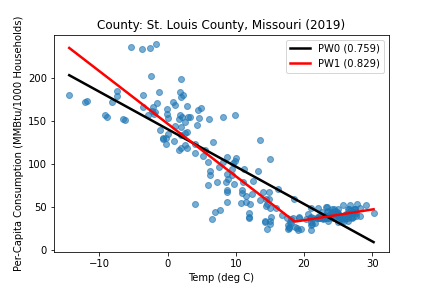 County: St. Louis County, Missouri (2019)
Per-Capita Consumption (MMBtu/1000 Households)
200
150
100
50
0
PW0 (0.759)
PW1 (0.829)
−10
0
10
20
30
Temp (deg C)